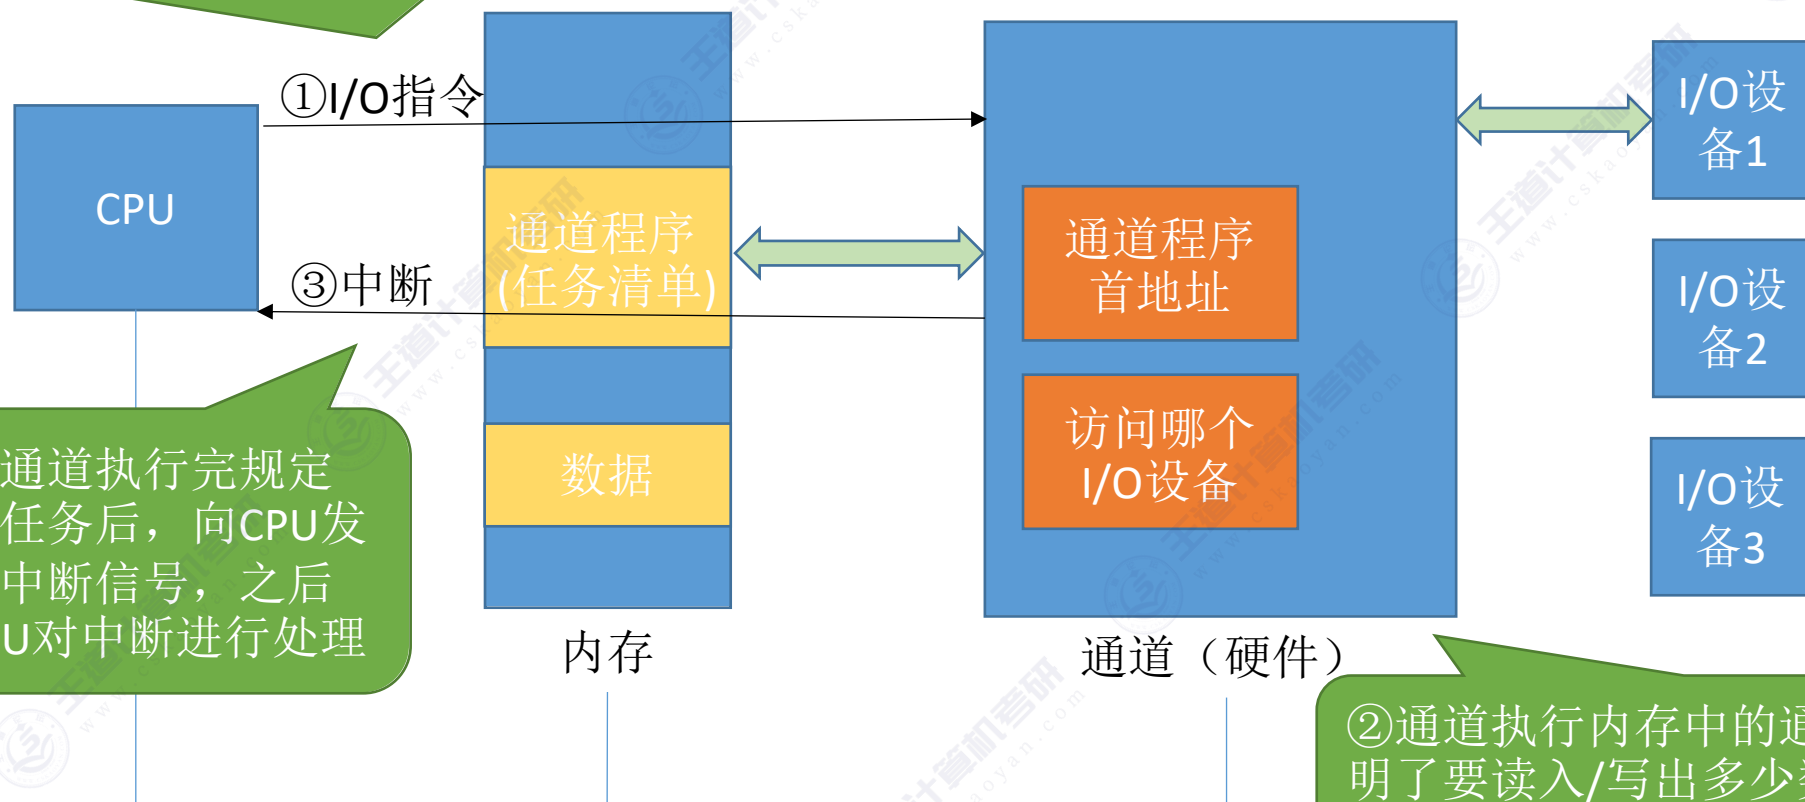 ①I/O指令
CPU
③中断
通道程序
(任务清单)
数据
内存
通道程序
首地址
访问哪个
I/O设备
通道（硬件）
I/O设
备1
I/O设
备2
I/O设
备3
通道执行完规定
任务后，向CPU发
中断信号，之后
U对中断进行处理
②通道执行内存中的通
明了要读入/写出多少